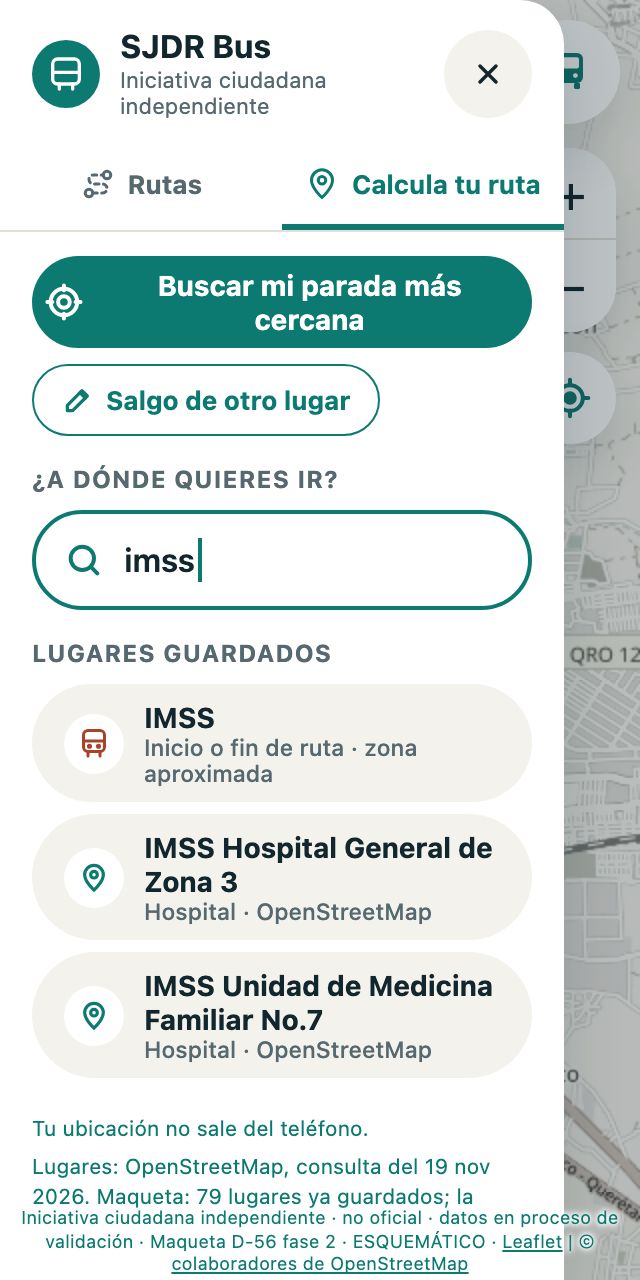 SJDR Bus
Iniciativa ciudadana
independiente
Rutas
Calcula tu ruta
Buscar mi parada más
cercana
Salgo de otro lugar
¿A DÓNDE QUIERES IR?
imss
LUGARES GUARDADOS
QRO 12
IMSS
Inicio o fin de ruta · zona
aproximada
IMSS Hospital General de
Zona 3
Hospital · OpenStreetMap
IMSS Unidad de Medicina
Familiar No.7
Hospital · OpenStreetMap
Tu ubicación no sale del teléfono.
Lugares: OpenStreetMap, consulta del 19 nov
2026. Maqueta: 79 lugares ya guardados; la
Iniciativa ciudadana independiente · no oficial · datos en proceso de
validación · Maqueta D-56 fase 2 · ESQUEMÁTICO · Leaflet | ©
colaboradores de OpenStreetMap